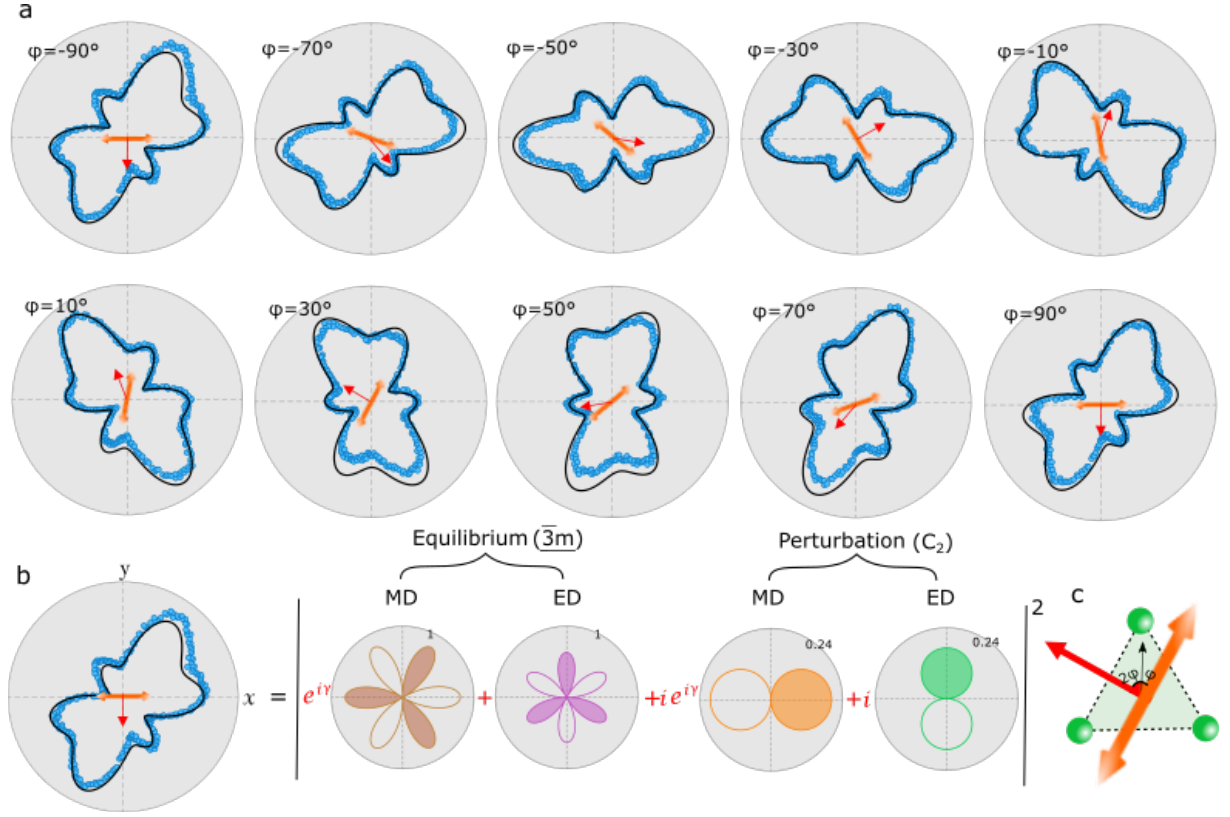 a
φ=-90° φ=-70° φ=-50° φ=-30° φ=-10°
φ=10° φ=30° φ=50° φ=70° φ=90°
Equilibrium (3̅m) Perturbation (C₂)
b y MD ED MD ED 2 c
1 1 0.24 0.24
x = e^{iγ} + +i e^{iγ} +i
2φ φ